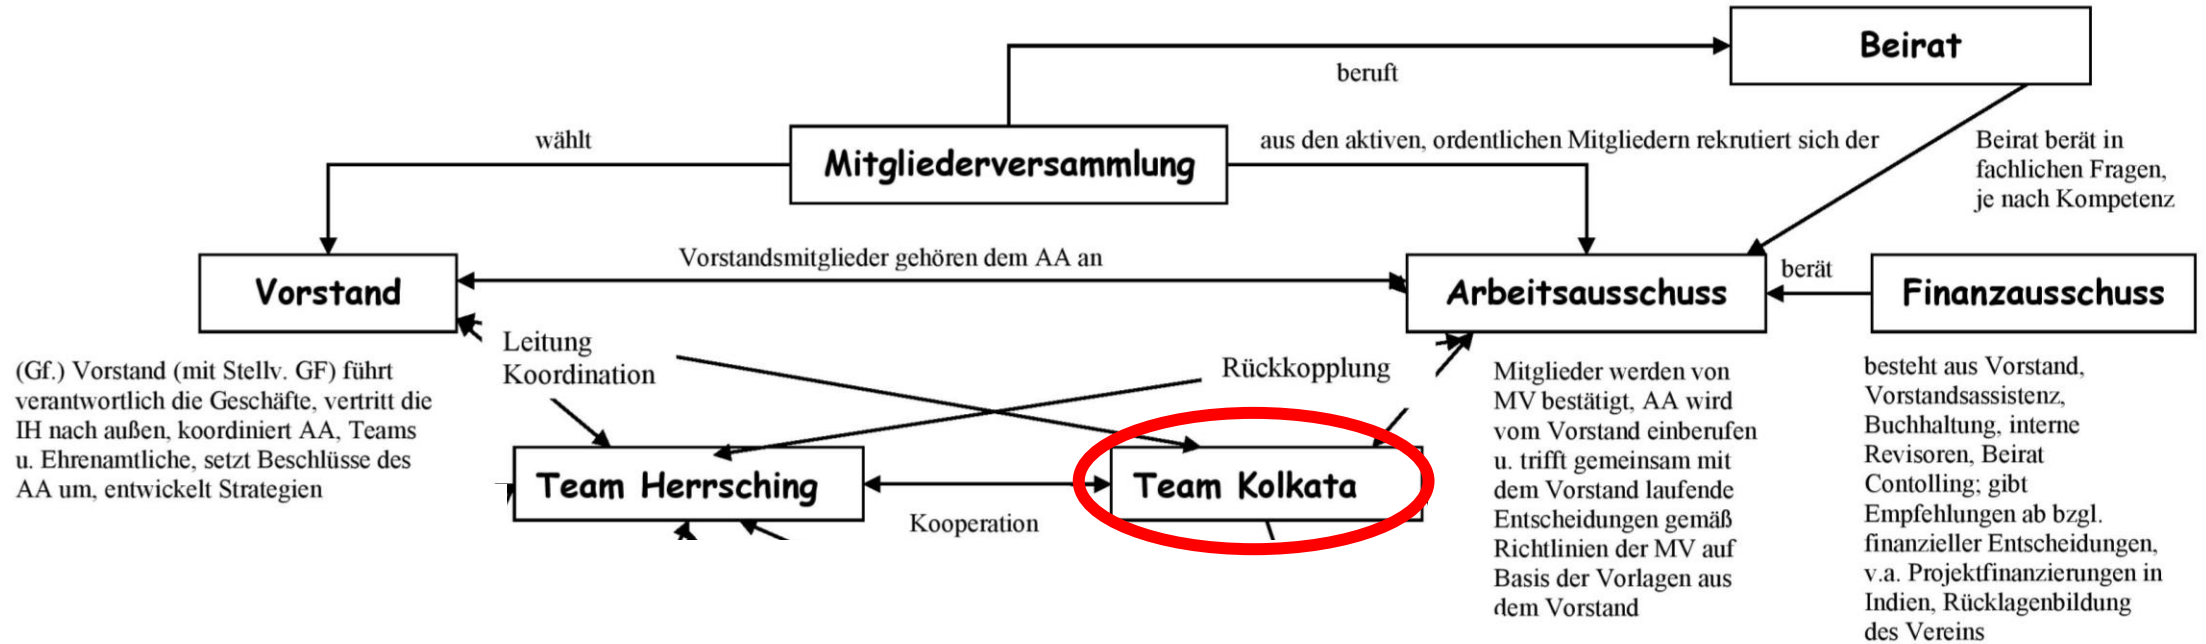 Beirat
beruft
wählt
Mitgliederversammlung
aus den aktiven, ordentlichen Mitgliedern rekrutiert sich der
Beirat berät in
fachlichen Fragen,
je nach Kompetenz
Vorstand
Vorstandsmitglieder gehören dem AA an
Arbeitsausschuss
berät
Finanzausschuss
Leitung
Koordination
Rückkopplung
(Gf.) Vorstand (mit Stellv. GF) führt
verantwortlich die Geschäfte, vertritt die
IH nach außen, koordiniert AA, Teams
u. Ehrenamtliche, setzt Beschlüsse des
AA um, entwickelt Strategien
Team Herrsching
Kooperation
Team Kolkata
Mitglieder werden von
MV bestätigt, AA wird
vom Vorstand einberufen
u. trifft gemeinsam mit
dem Vorstand laufende
Entscheidungen gemäß
Richtlinien der MV auf
Basis der Vorlagen aus
dem Vorstand
besteht aus Vorstand,
Vorstandsassistenz,
Buchhaltung, interne
Revisoren, Beirat
Contolling; gibt
Empfehlungen ab bzgl.
finanzieller Entscheidungen,
v.a. Projektfinanzierungen in
Indien, Rücklagenbildung
des Vereins